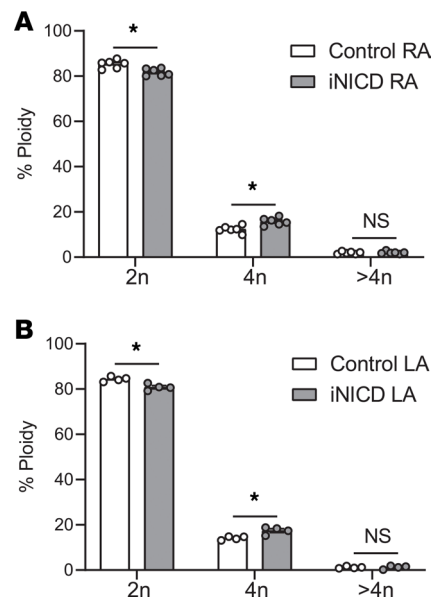 A
100
80
60
40
20
0
% Ploidy
*
*
NS
Control RA
iNICD RA
2n
4n
>4n
B
100
80
60
40
20
0
% Ploidy
*
*
NS
Control LA
iNICD LA
2n
4n
>4n